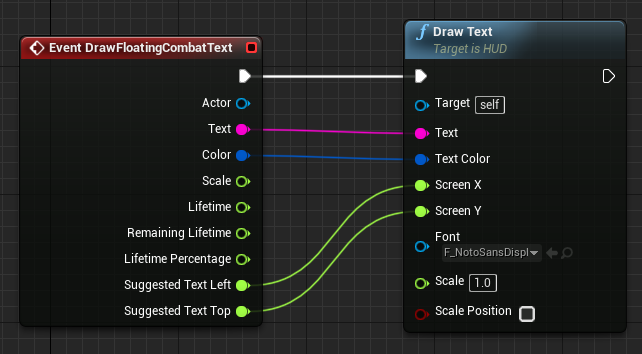 Event DrawFloatingCombatText
Actor
Text
Color
Scale
Lifetime
Remaining Lifetime
Lifetime Percentage
Suggested Text Left
Suggested Text Top
f Draw Text
Target is HUD
Target self
Text
Text Color
Screen X
Screen Y
Font
F_NotoSansDispl
Scale 1.0
Scale Position